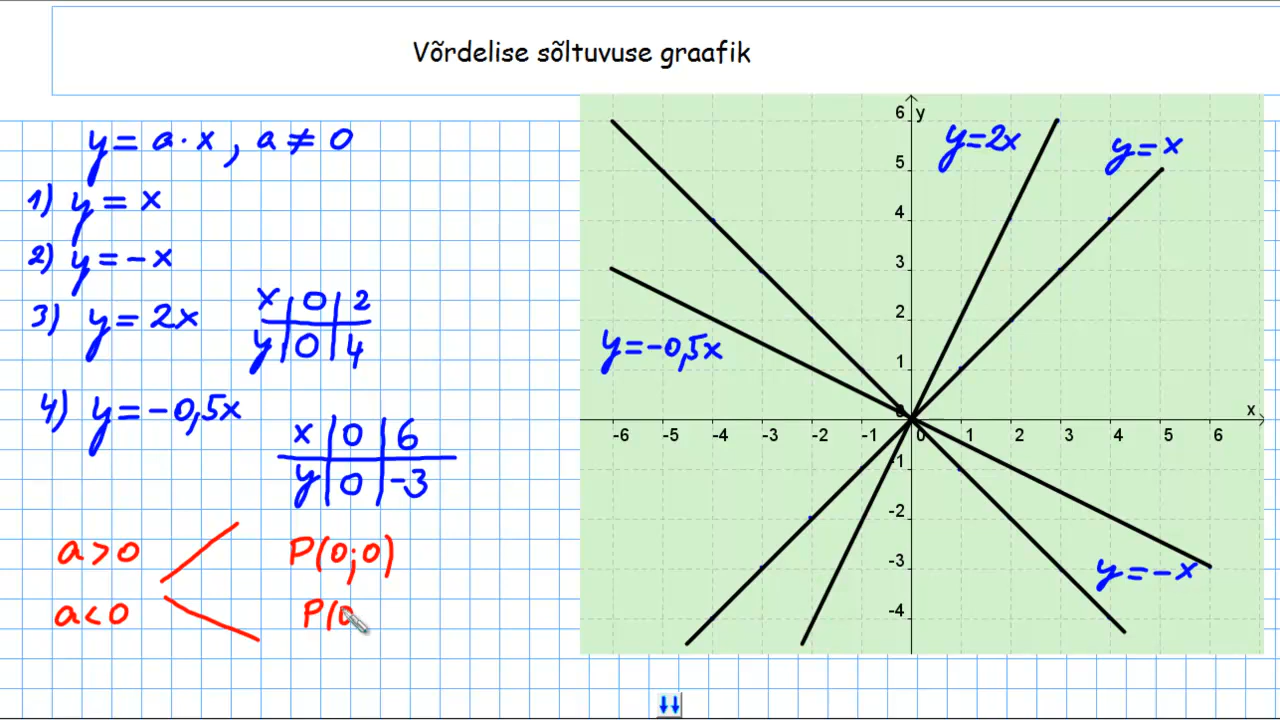 Võrdelise sõltuvuse graafik
y = a · x , a ≠ 0
1) y = x
2) y = -x
3) y = 2x
x 0 2
y 0 4
4) y = -0,5x
x 0 6
y 0 -3
a > 0
P(0;0)
a < 0
P(0
y
6
5
4
3
2
1
0
x
-6 -5 -4 -3 -2 -1 0 1 2 3 4 5 6
-1
-2
-3
-4
y=2x
y=x
y=-0,5x
y=-x